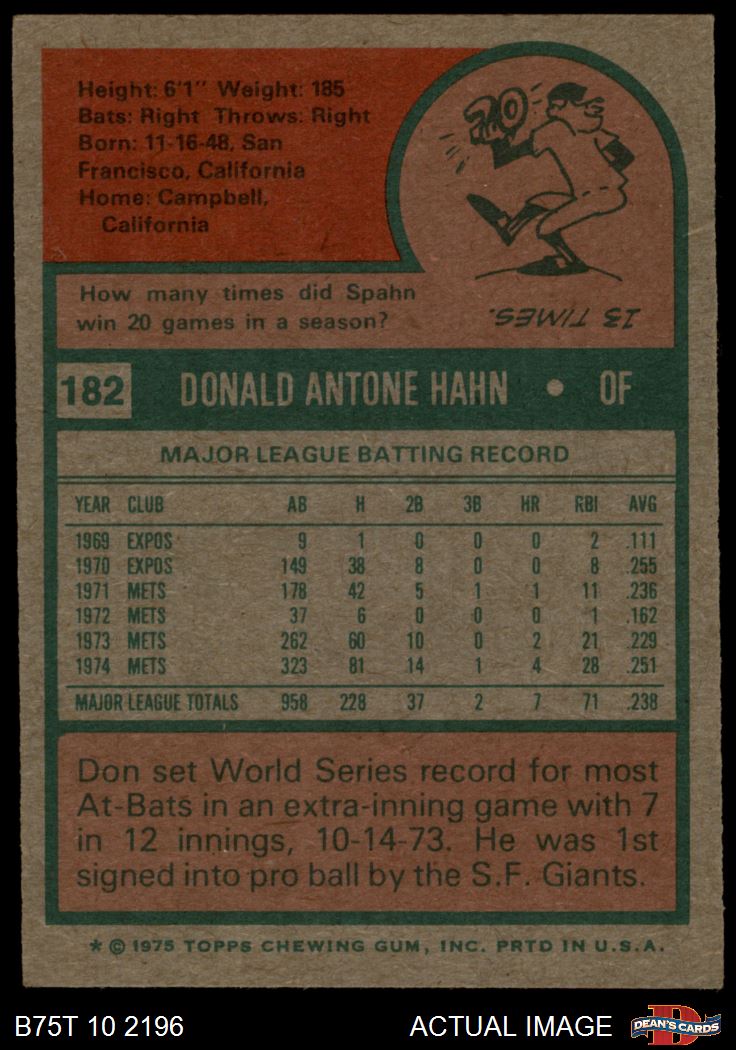 Height: 6'1" Weight: 185
Bats: Right Throws: Right
Born: 11-16-48, San
Francisco, California
Home: Campbell,
California
20
How many times did Spahn
win 20 games in a season?
13 TIMES.
182 DONALD ANTONE HAHN • OF
MAJOR LEAGUE BATTING RECORD
YEAR CLUB AB H 2B 3B HR RBI AVG
1969 EXPOS 9 1 0 0 0 2 .111
1970 EXPOS 149 38 8 0 0 8 .255
1971 METS 178 42 5 1 1 11 .236
1972 METS 37 6 0 0 0 1 .162
1973 METS 262 60 10 0 2 21 .229
1974 METS 323 81 14 1 4 28 .251
MAJOR LEAGUE TOTALS 958 228 37 2 7 71 .238
Don set World Series record for most
At-Bats in an extra-inning game with 7
in 12 innings, 10-14-73. He was 1st
signed into pro ball by the S.F. Giants.
* © 1975 TOPPS CHEWING GUM, INC. PRTD IN U.S.A.
B75T 10 2196 ACTUAL IMAGE D DEAN'S CARDS